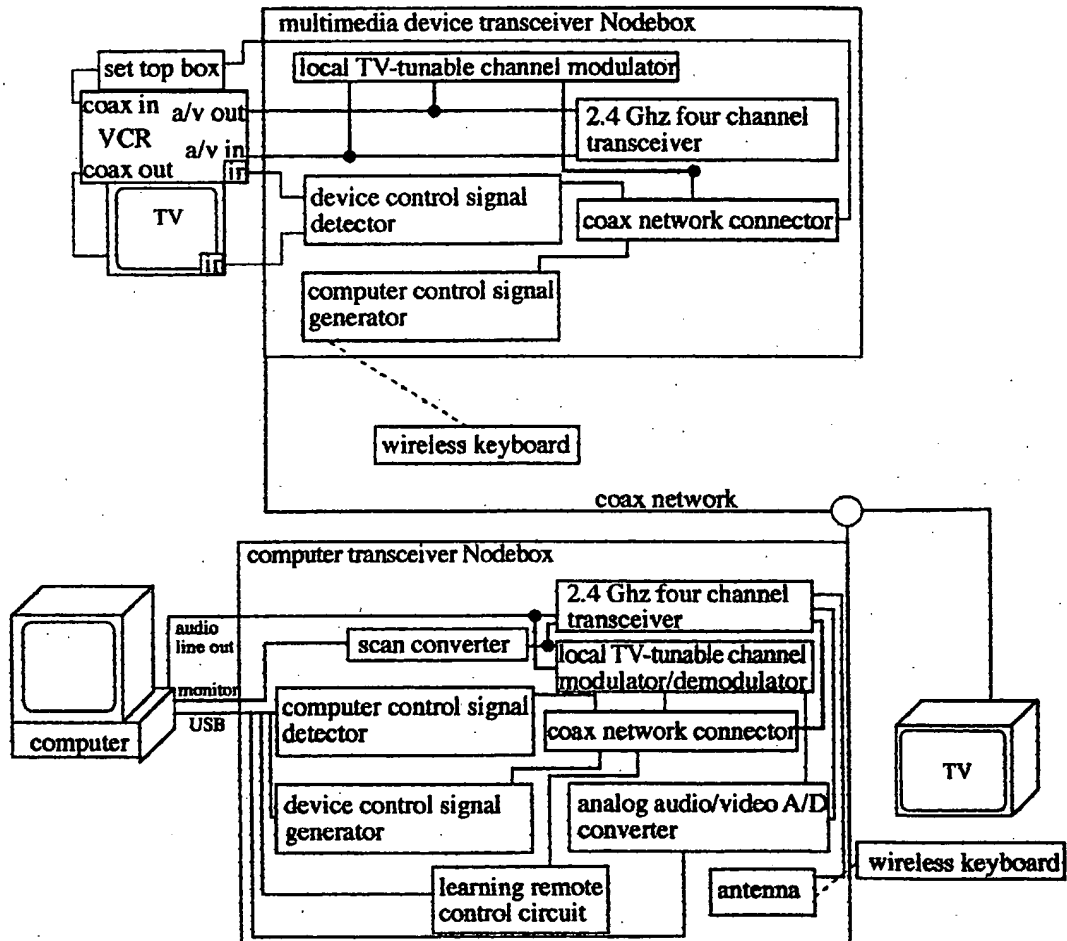 multimedia device transceiver Nodebox
set top box
local TV-tunable channel modulator
coax in
a/v out
VCR
a/v in
coax out
ir
2.4 Ghz four channel
transceiver
TV
ir
device control signal
detector
coax network connector
computer control signal
generator
wireless keyboard
coax network
computer transceiver Nodebox
2.4 Ghz four channel
transceiver
audio
line out
scan converter
local TV-tunable channel
modulator/demodulator
monitor
USB
computer
computer control signal
detector
coax network connector
TV
device control signal
generator
analog audio/video A/D
converter
wireless keyboard
learning remote
control circuit
antenna